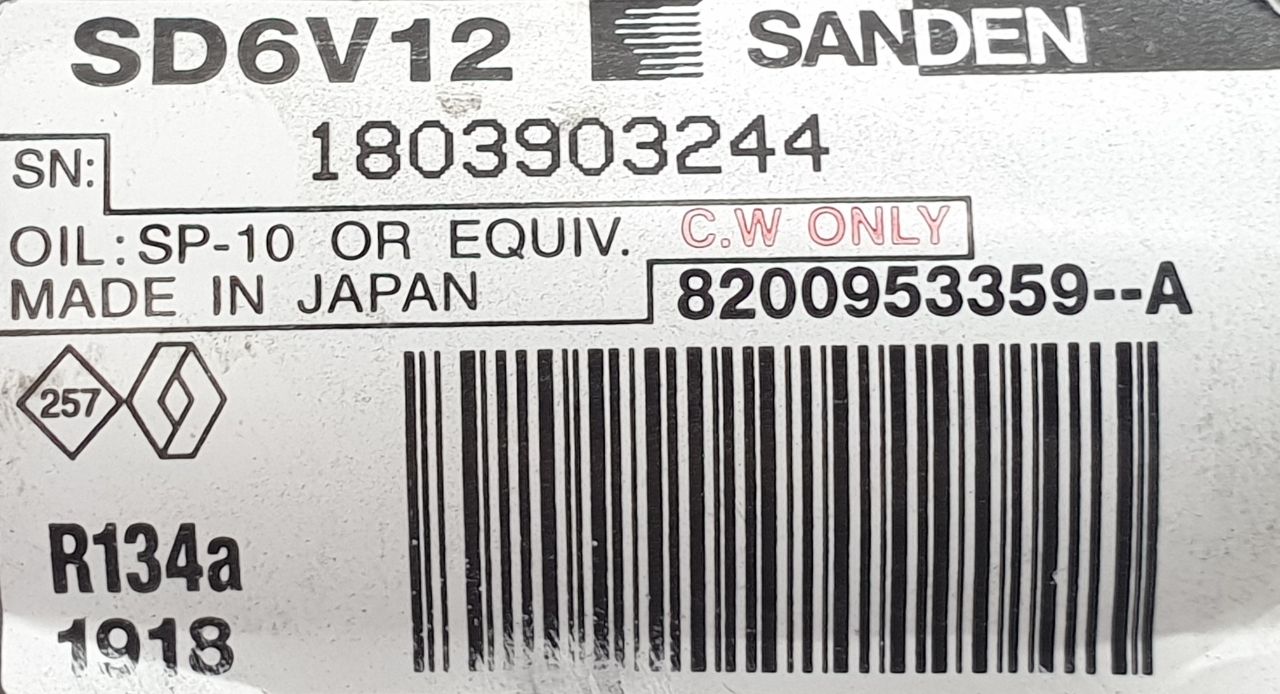 SD6V12 SANDEN
SN: 1803903244
OIL:SP-10 OR EQUIV. C.W ONLY
MADE IN JAPAN 8200953359--A
257
R134a
1918